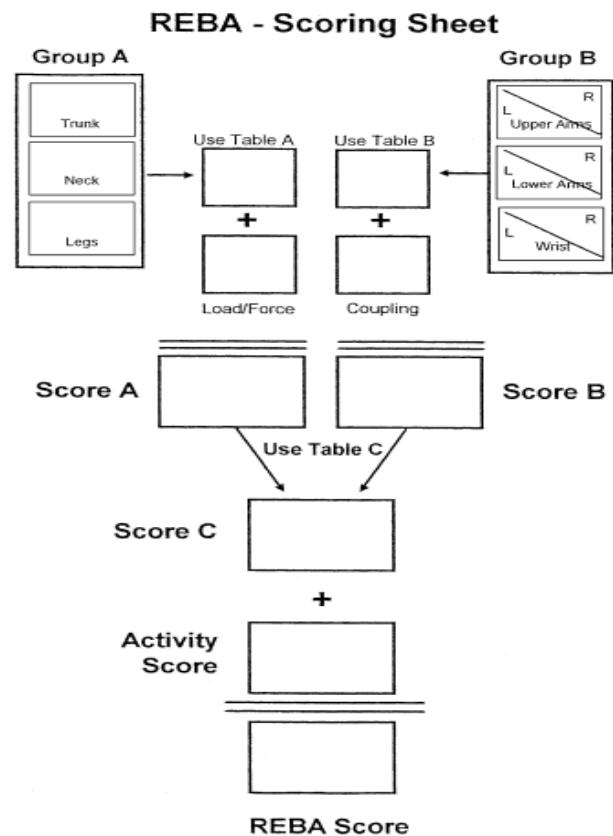 REBA - Scoring Sheet
Group A
Group B
Trunk
Neck
Legs
Use Table A
Use Table B
L R
Upper Arms
L R
Lower Arms
L R
Wrist
+
+
Load/Force
Coupling
Score A
Score B
Use Table C
Score C
+
Activity
Score
REBA Score